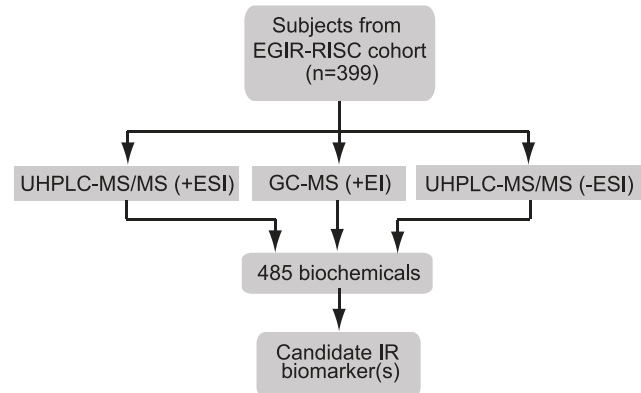 Subjects from
EGIR-RISC cohort
(n=399)
UHPLC-MS/MS (+ESI)
GC-MS (+EI)
UHPLC-MS/MS (-ESI)
485 biochemicals
Candidate IR
biomarker(s)